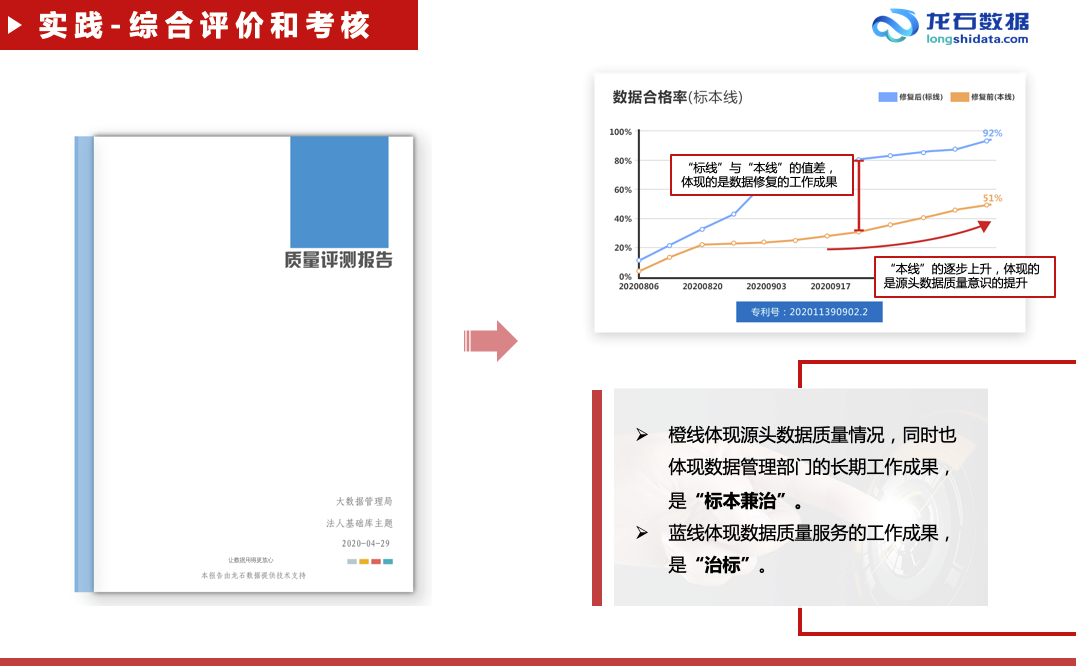 实践-综合评价和考核
龙石数据
longshidata.com
质量评测报告
大数据管理局
法人基础库主题
2020-04-29
让数据用得更放心
本报告由龙石数据提供技术支持
数据合格率(标本线)
修复后(标线)
修复前(本线)
100%
80%
60%
40%
20%
0%
92%
51%
“标线”与“本线”的值差，
体现的是数据修复的工作成果
“本线”的逐步上升，体现的
是源头数据质量意识的提升
20200806
20200820
20200903
20200917
专利号：202011390902.2
➢ 橙线体现源头数据质量情况，同时也
体现数据管理部门的长期工作成果，
是“标本兼治”。
➢ 蓝线体现数据质量服务的工作成果，
是“治标”。